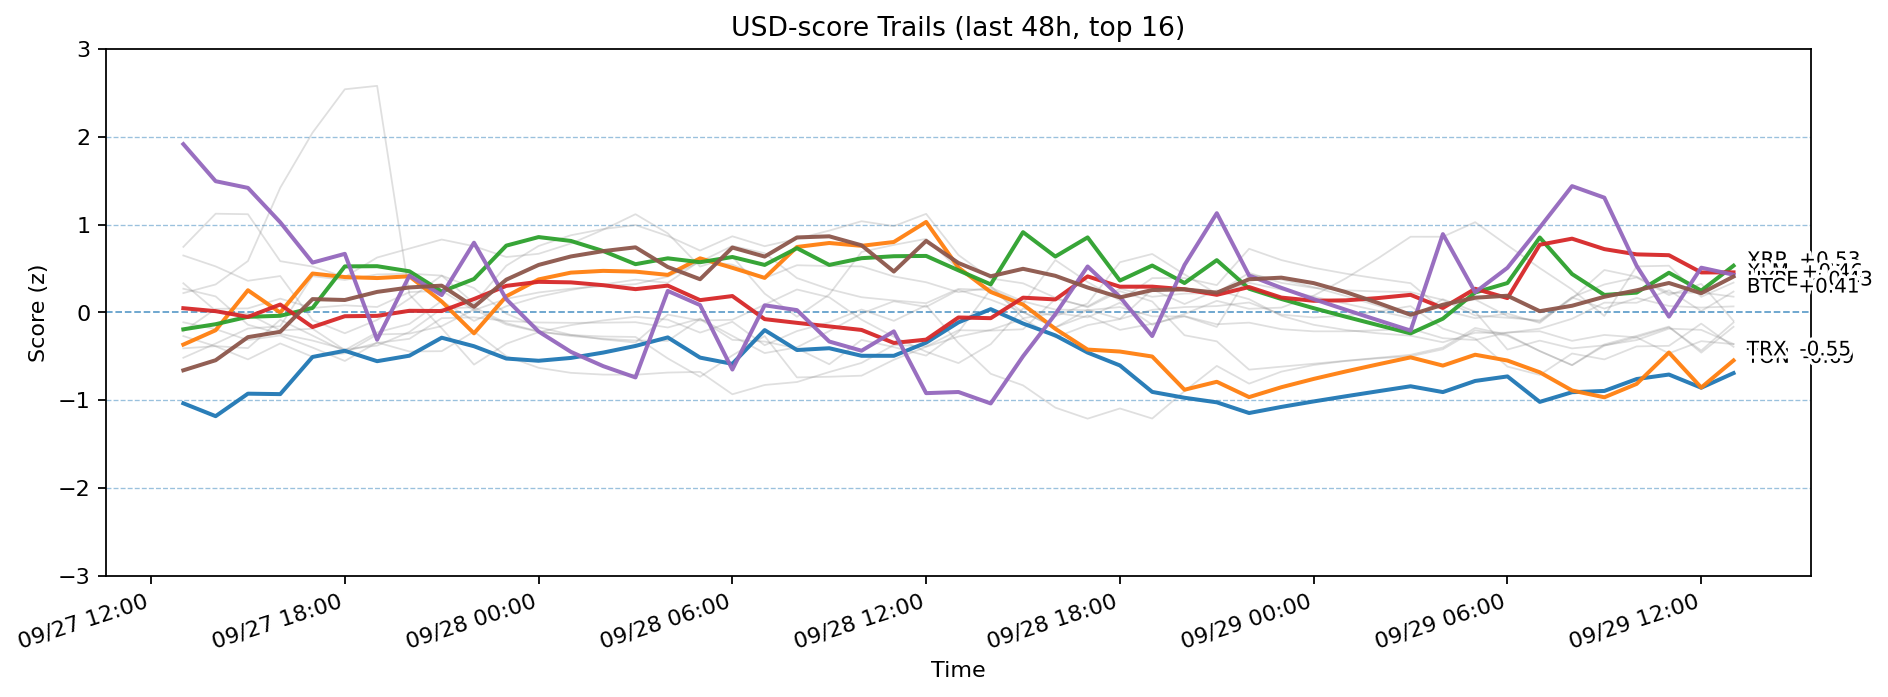 USD-score Trails (last 48h, top 16)
3
2
1
0
−1
−2
−3
Score (z)
XRP +0.53
BTC +0.41
TRX -0.55
09/27 12:00
09/27 18:00
09/28 00:00
09/28 06:00
09/28 12:00
09/28 18:00
09/29 00:00
09/29 06:00
09/29 12:00
Time